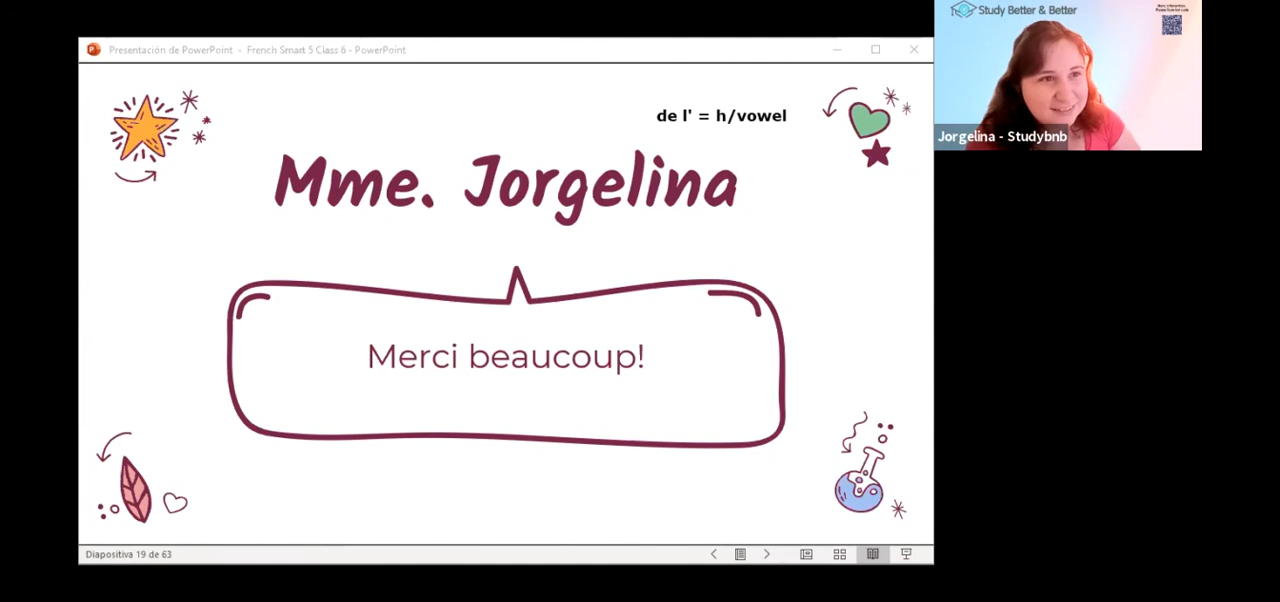 Presentación de PowerPoint - French Smart 5 Class 6 - PowerPoint
Study Better & Better
Jorgelina - Studybnb
de l' = h/vowel
Mme. Jorgelina
Merci beaucoup!
Diapositiva 19 de 63